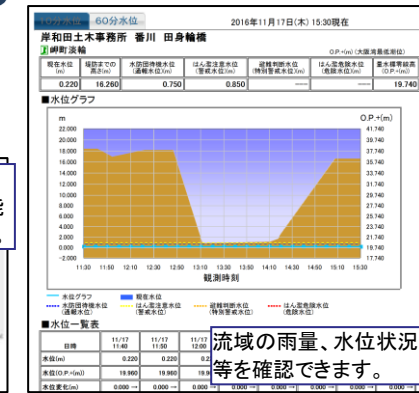 10分水位 60分水位 2016年11月17日(木) 15:30現在
岸和田土木事務所 番川 田身輪橋
岬町淡輪 O.P.+(m)(大阪湾最低潮位)
現在水位(m) 堤防までの高さ(m) 水防団待機水位(通報水位)(m) はん濫注意水位(警戒水位)(m) 避難判断水位(特別警戒水位)(m) はん濫危険水位(危険水位)(m) 量水標零線高(O.P.+(m))
0.220 16.260 0.750 0.850 ---- ---- 19.740
■水位グラフ
m O.P.+(m)
22.000 41.740
20.000 39.740
18.000 37.740
16.000 35.740
14.000 33.740
12.000 31.740
10.000 29.740
8.000 27.740
6.000 25.740
4.000 23.740
2.000 21.740
0.000 19.740
-2.000 17.740
11:30 11:50 12:10 12:30 12:50 13:10 13:30 13:50 14:10 14:30 14:50 15:10 15:30
観測時刻
水位グラフ 現在水位
水防団待機水位(通報水位) はん濫注意水位(警戒水位) 避難判断水位(特別警戒水位) はん濫危険水位(危険水位)
■水位一覧表
日時 11/17 11:40 11/17 11:50 11/17 12:00
水位(m) 0.220 0.220
水位(O.P.+(m)) 19.960 19.960
水位変化(m) 0.000 → 0.000 → 0.000 → 0.000 → 0.000 → 0.000 → 0.000 →
流域の雨量、水位状況
等を確認できます。